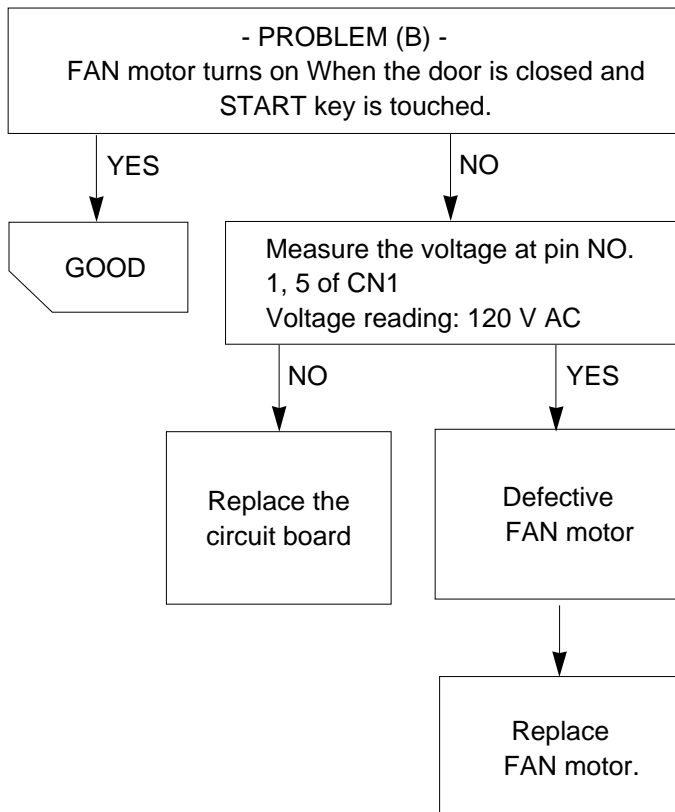 - PROBLEM (B) -
FAN motor turns on When the door is closed and
START key is touched.
YES
NO
GOOD
Measure the voltage at pin NO.
1, 5 of CN1
Voltage reading: 120 V AC
NO
YES
Replace the
circuit board
Defective
FAN motor
Replace
FAN motor.